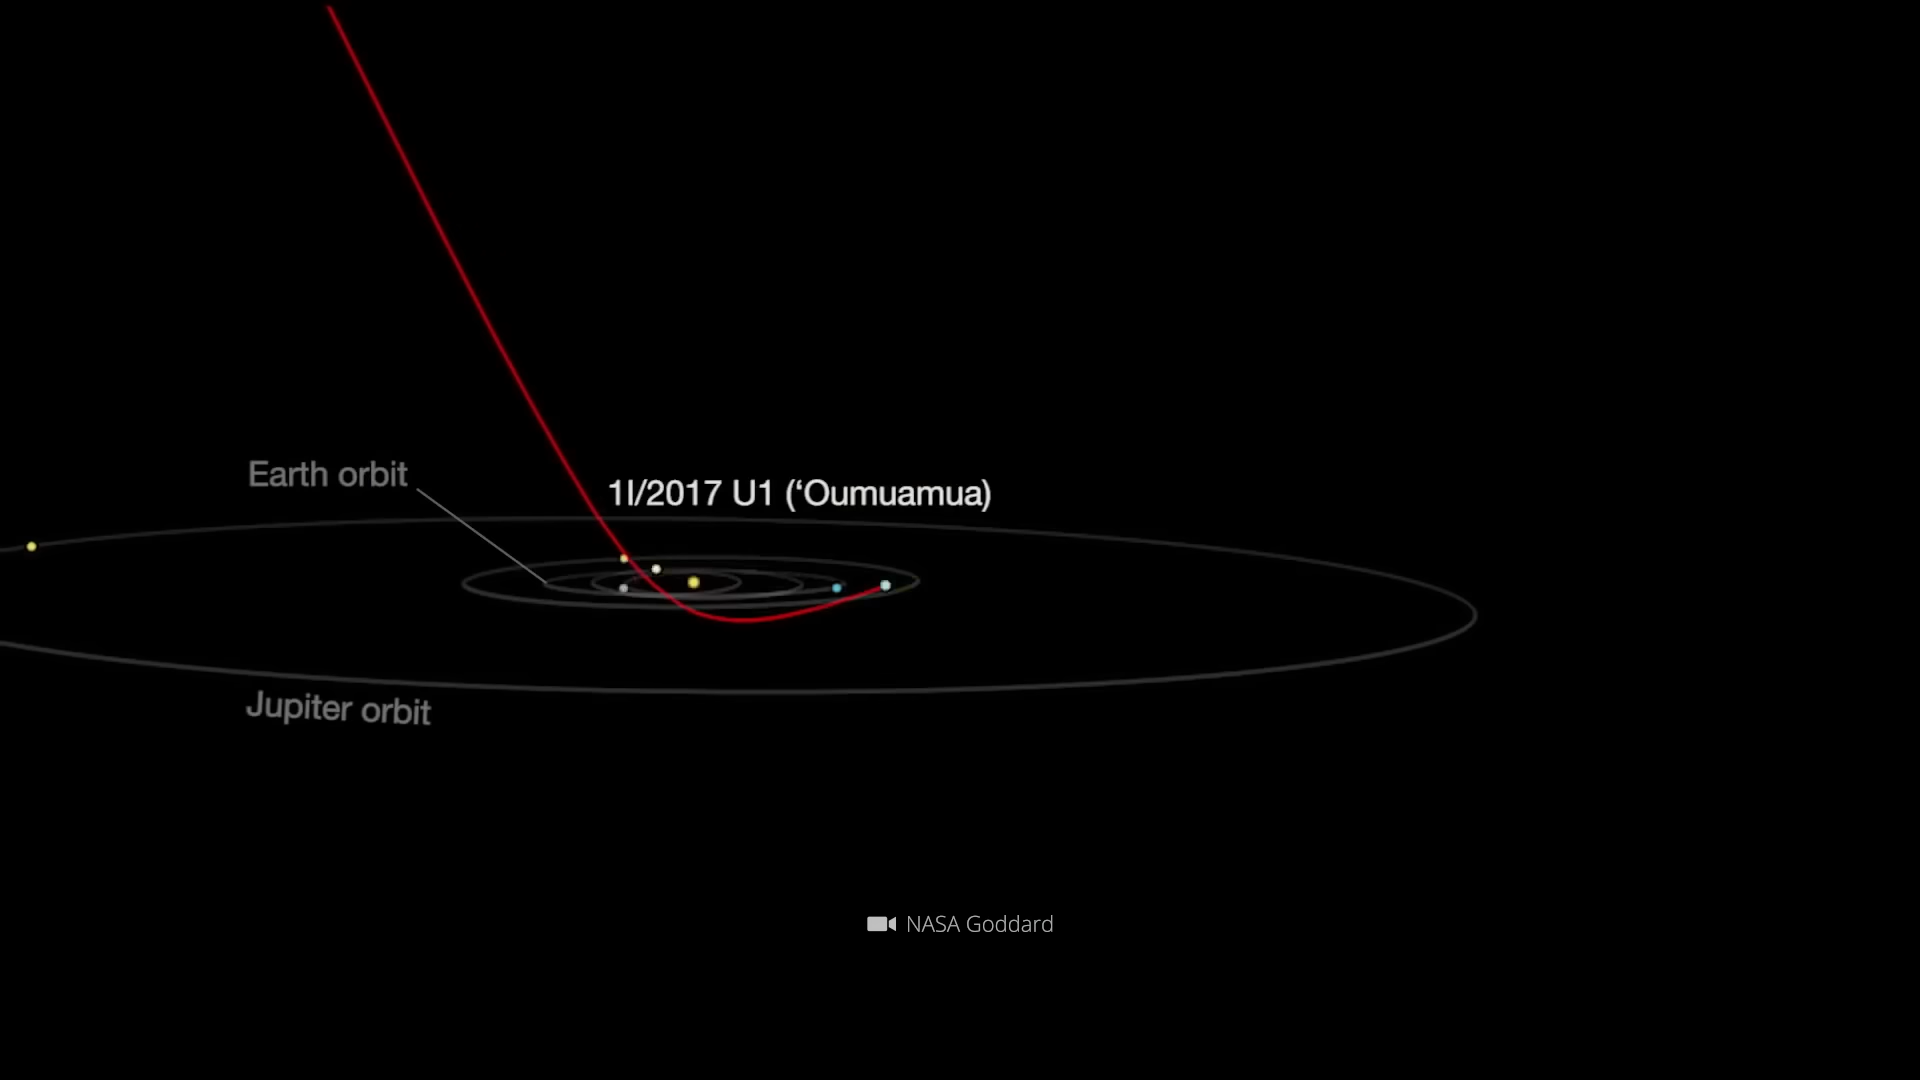 Earth orbit
1I/2017 U1 (‘Oumuamua)
Jupiter orbit
NASA Goddard